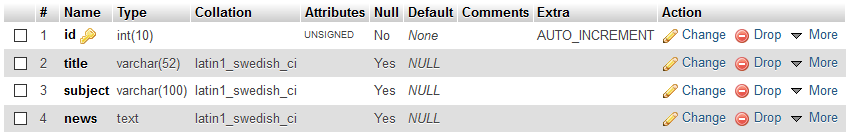 # Name Type Collation Attributes Null Default Comments Extra Action
1 id int(10) UNSIGNED No None AUTO_INCREMENT Change Drop More
2 title varchar(52) latin1_swedish_ci Yes NULL Change Drop More
3 subject varchar(100) latin1_swedish_ci Yes NULL Change Drop More
4 news text latin1_swedish_ci Yes NULL Change Drop More